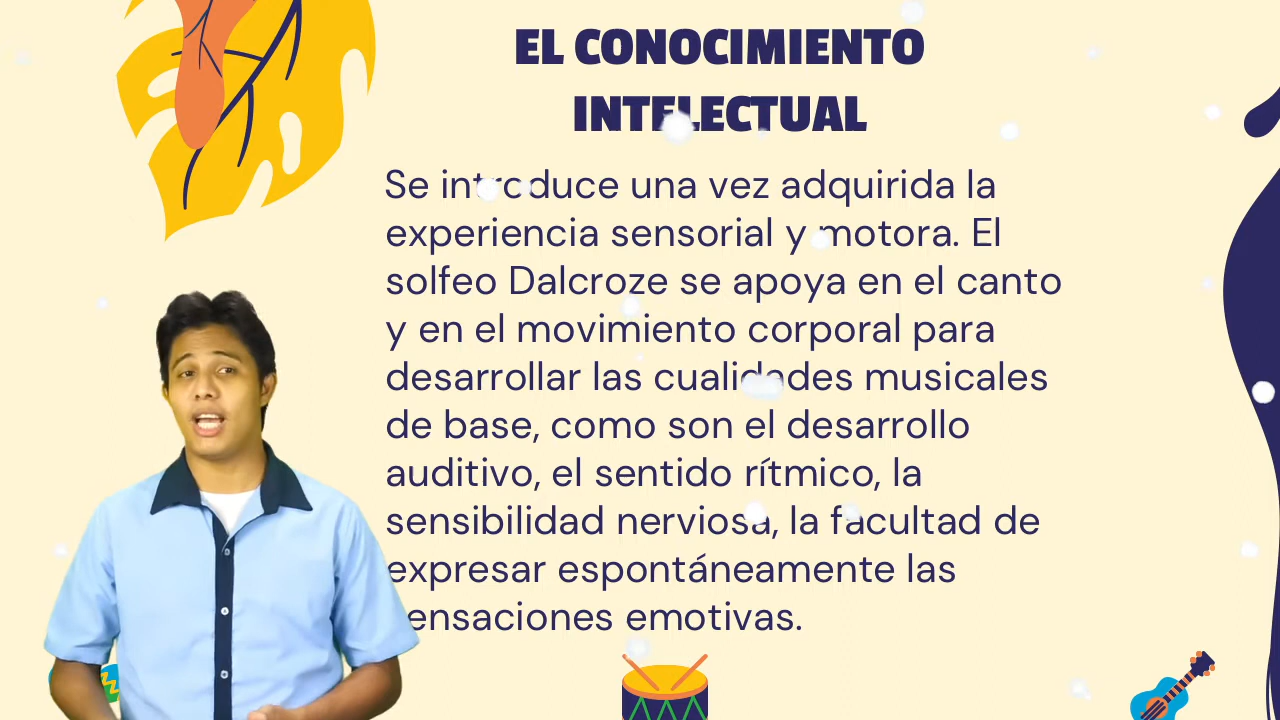 EL CONOCIMIENTO
INTELECTUAL
Se introduce una vez adquirida la
experiencia sensorial y motora. El
solfeo Dalcroze se apoya en el canto
y en el movimiento corporal para
desarrollar las cualidades musicales
de base, como son el desarrollo
auditivo, el sentido rítmico, la
sensibilidad nerviosa, la facultad de
expresar espontáneamente las
sensaciones emotivas.